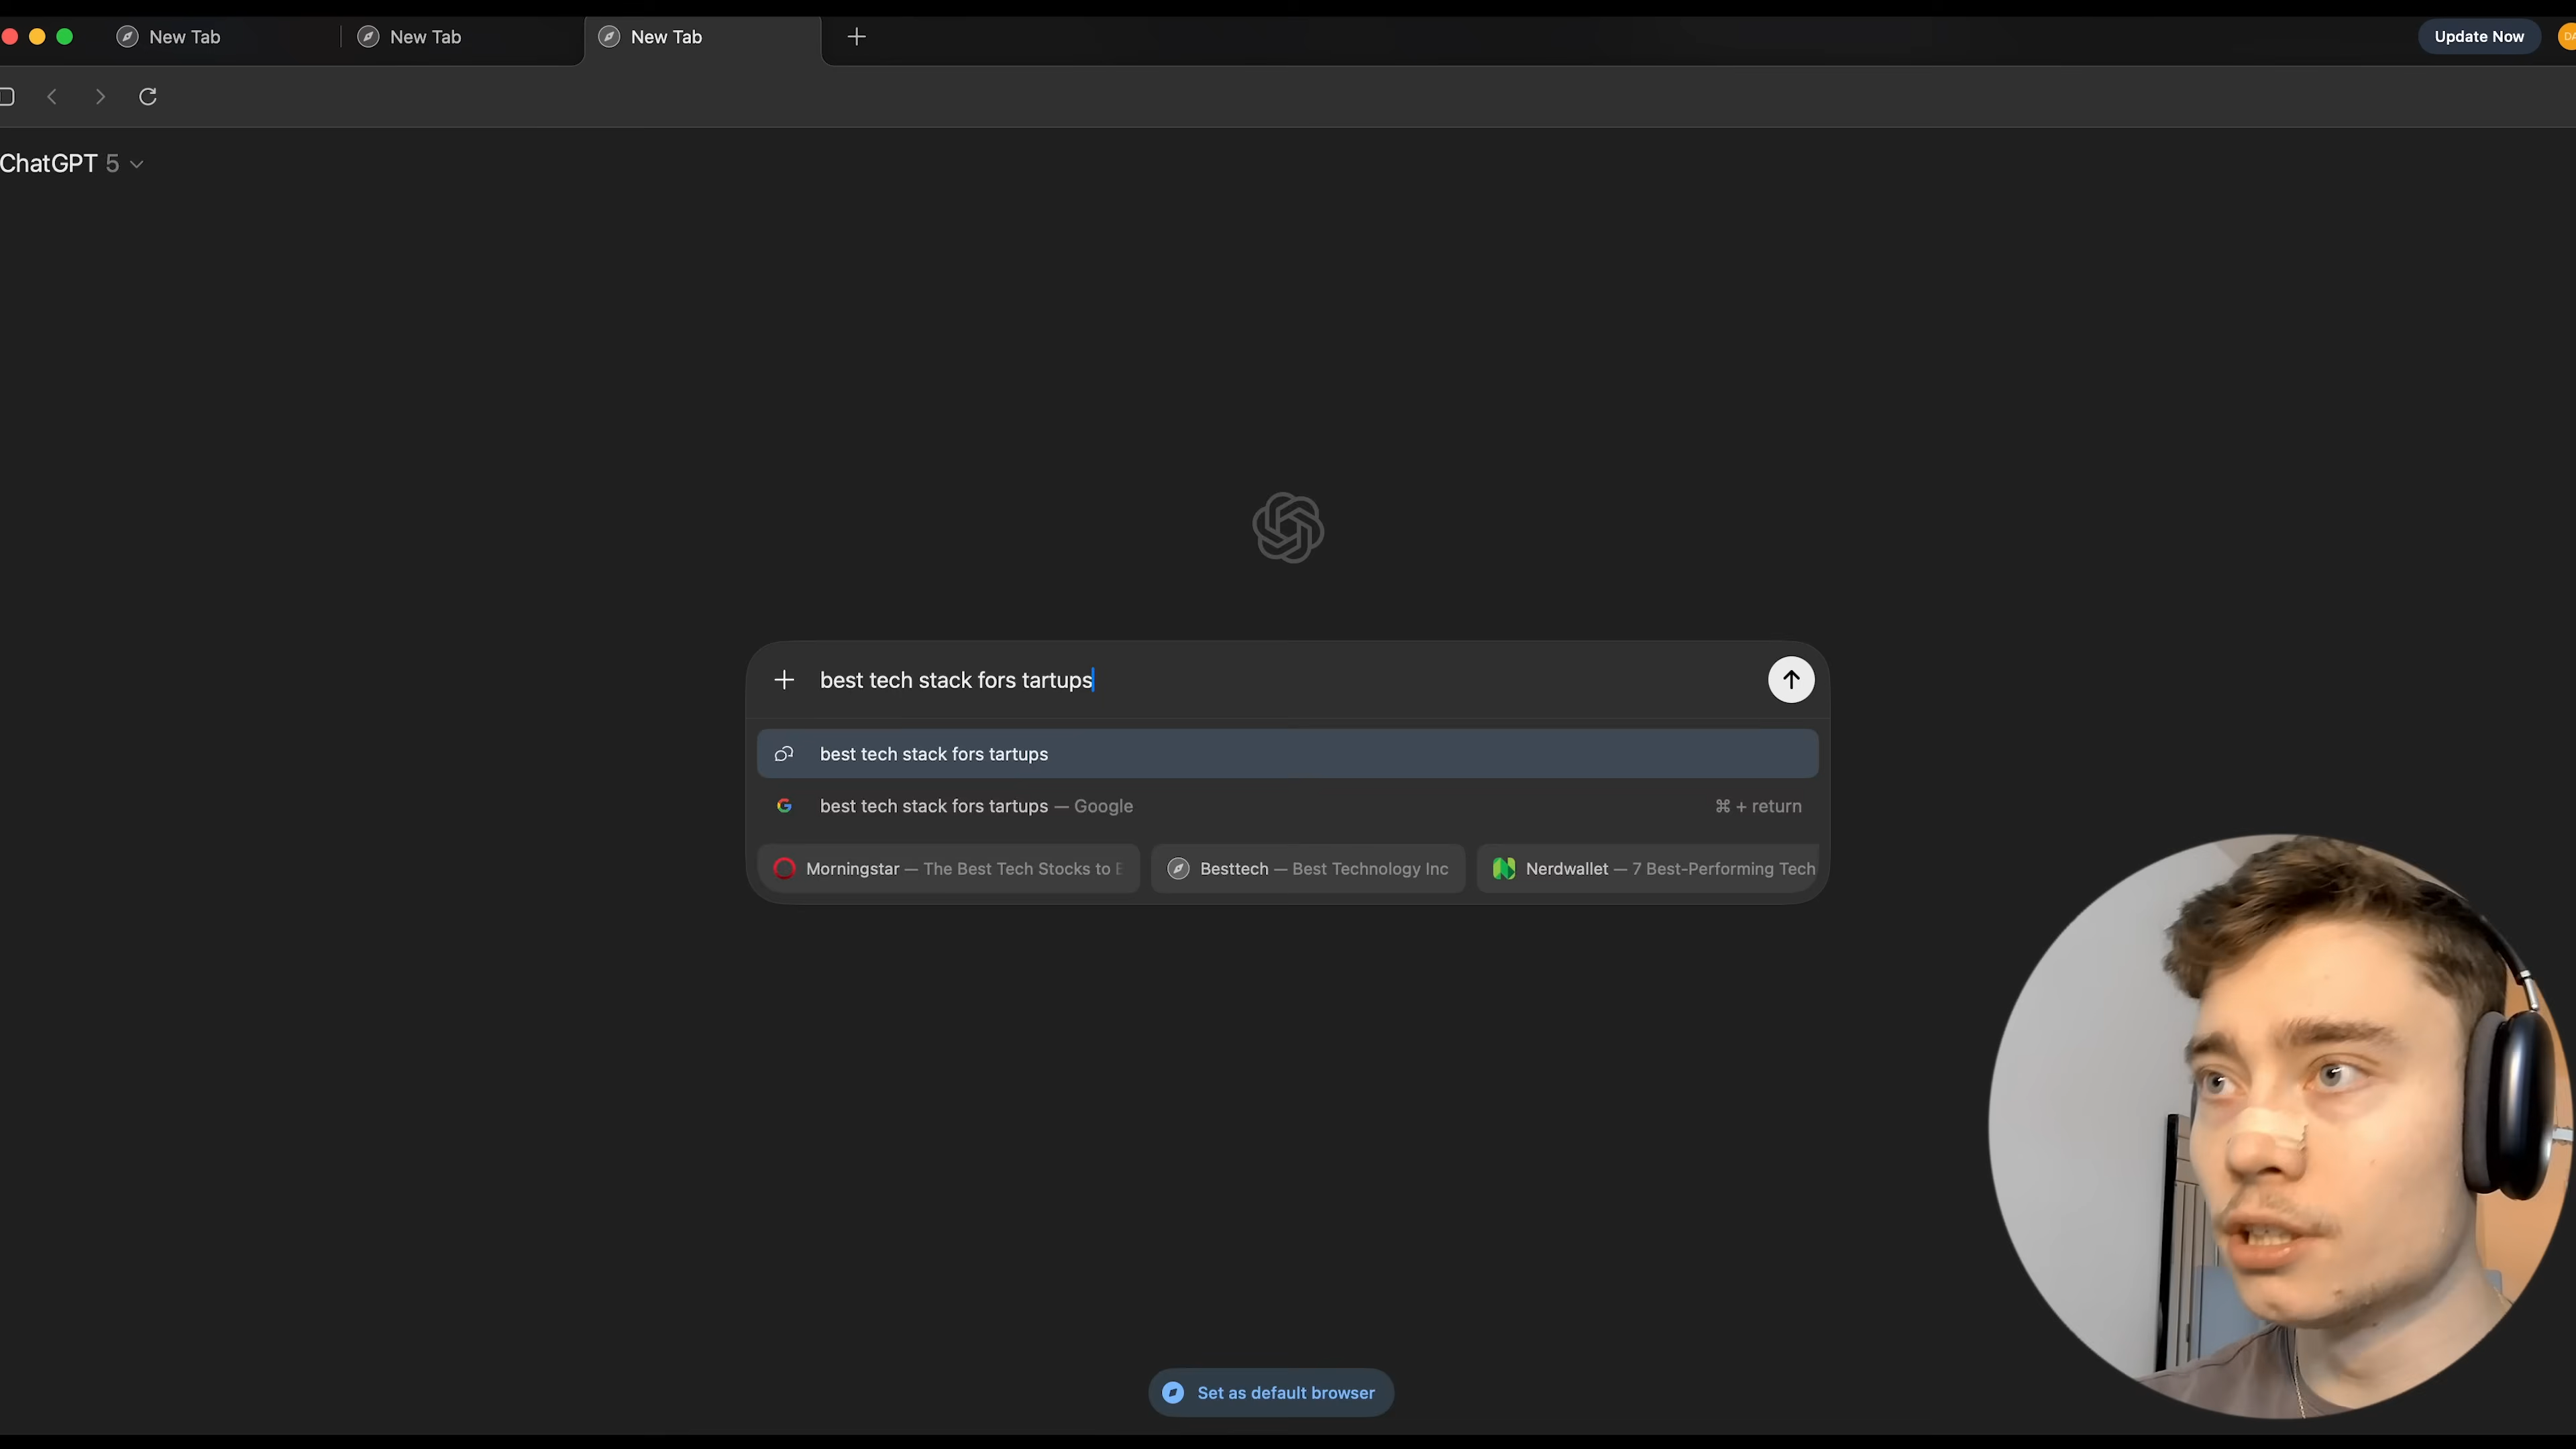 New Tab
New Tab
New Tab
Update Now
ChatGPT 5
best tech stack fors tartups
best tech stack fors tartups
best tech stack fors tartups — Google
⌘ + return
Morningstar — The Best Tech Stocks to
Besttech — Best Technology Inc
Nerdwallet — 7 Best-Performing Tech
Set as default browser